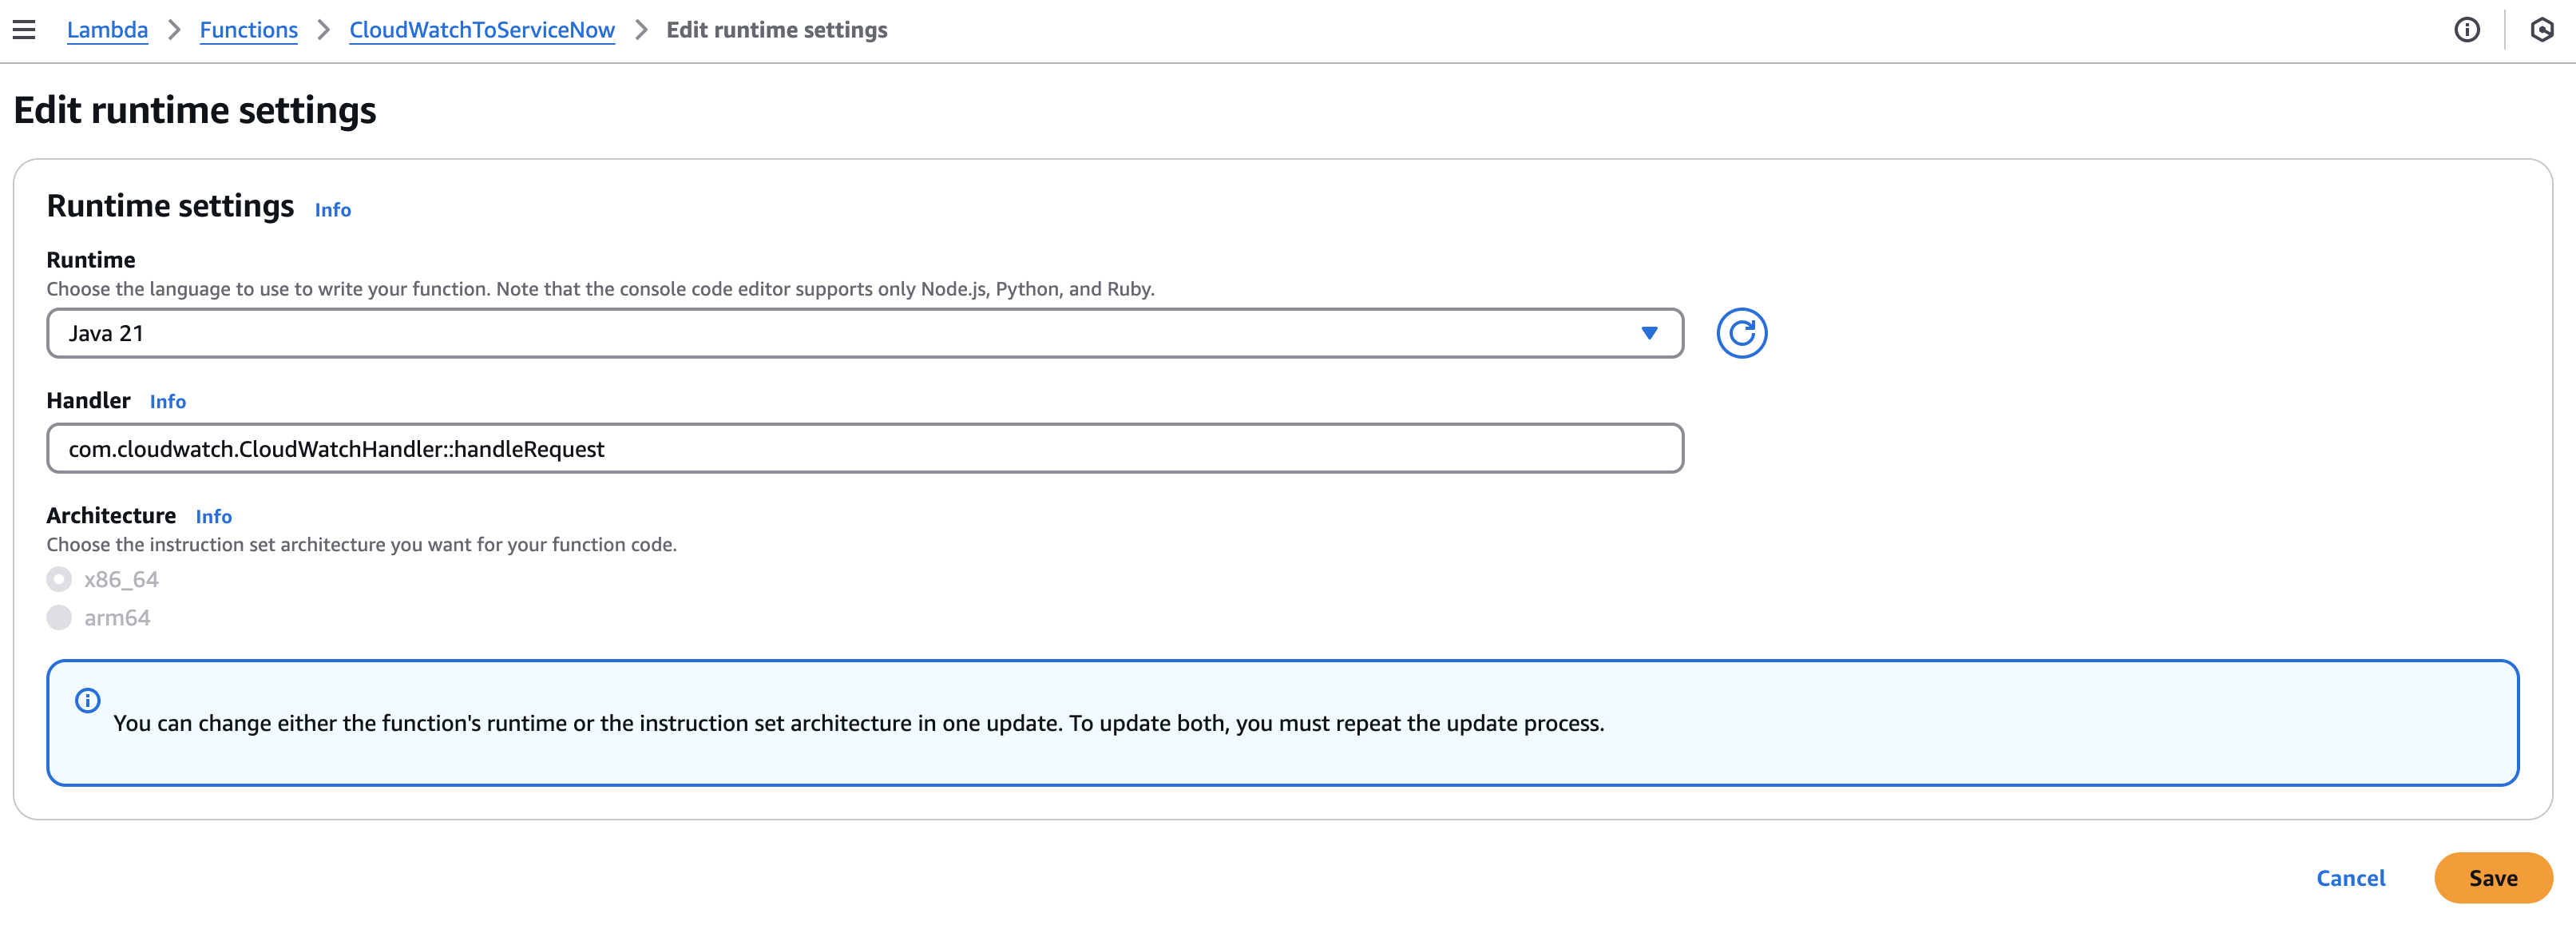 Lambda > Functions > CloudWatchToServiceNow > Edit runtime settings
Edit runtime settings
Runtime settings Info
Runtime
Choose the language to use to write your function. Note that the console code editor supports only Node.js, Python, and Ruby.
Java 21
Handler Info
com.cloudwatch.CloudWatchHandler::handleRequest
Architecture Info
Choose the instruction set architecture you want for your function code.
x86_64
arm64
You can change either the function's runtime or the instruction set architecture in one update. To update both, you must repeat the update process.
Cancel Save